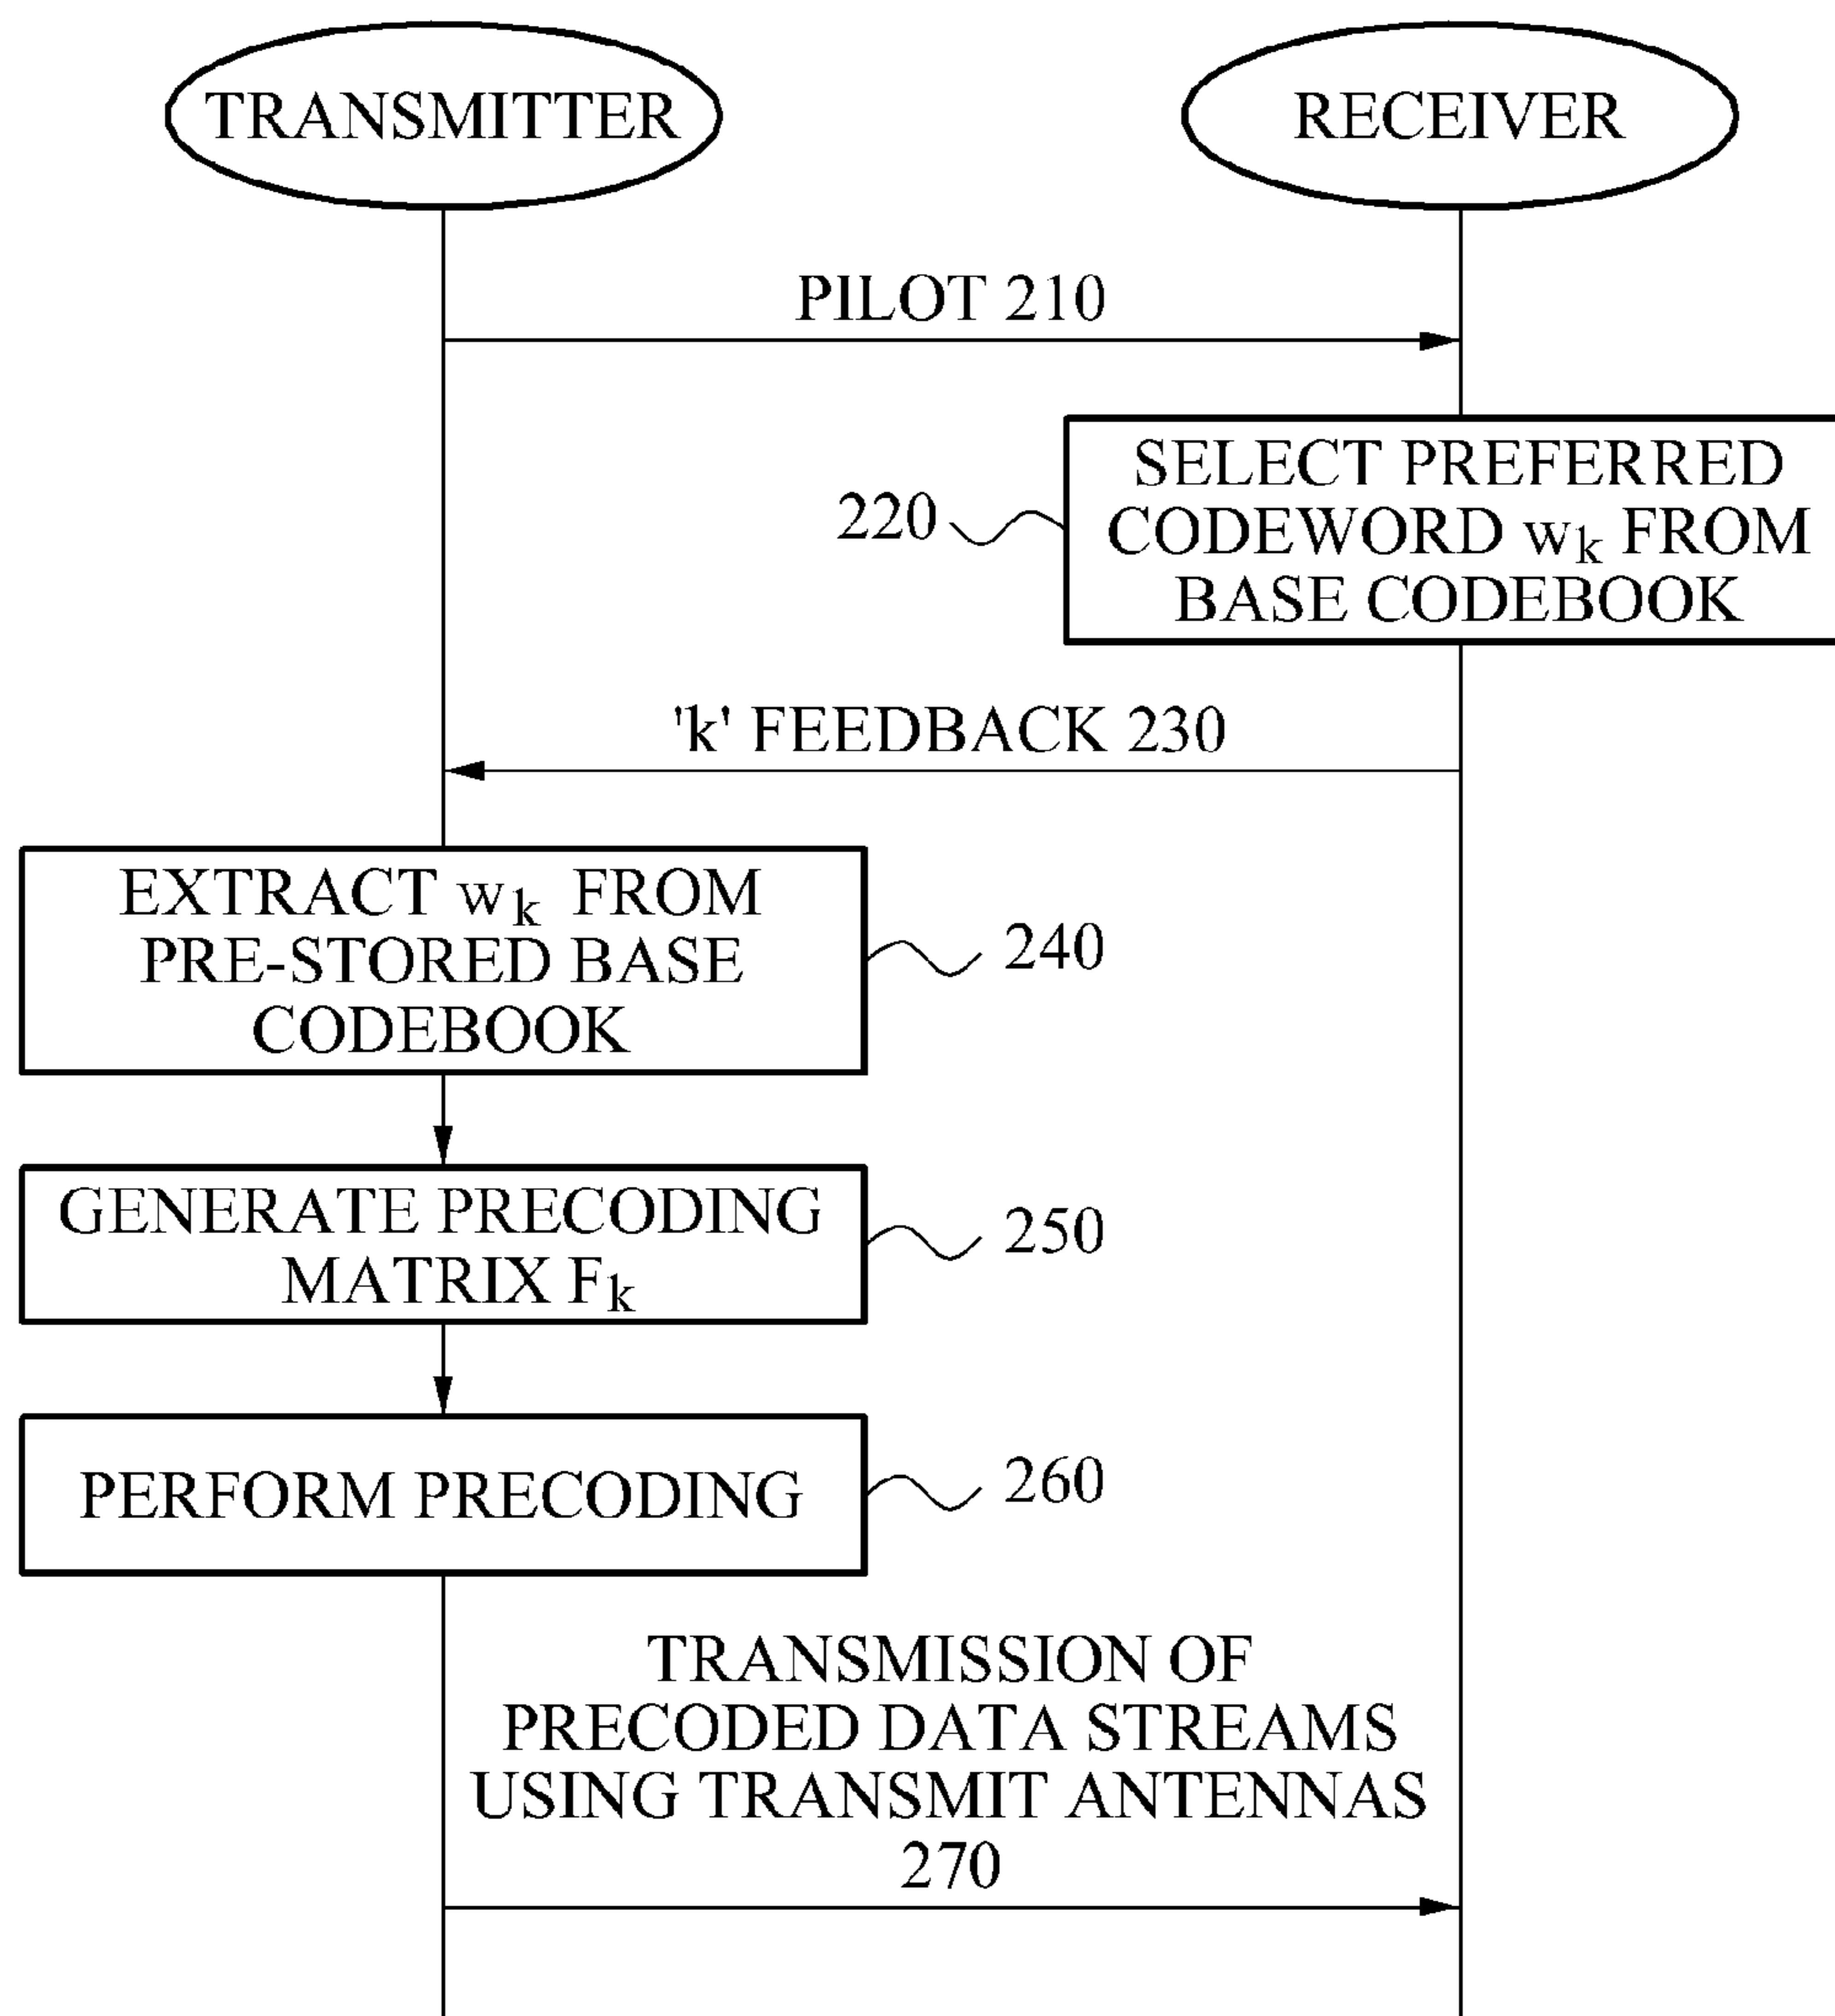 TRANSMITTER
RECEIVER
PILOT 210
SELECT PREFERRED
CODEWORD wk FROM
BASE CODEBOOK
220
'k' FEEDBACK 230
EXTRACT wk FROM
PRE-STORED BASE
CODEBOOK
240
GENERATE PRECODING
MATRIX Fk
250
PERFORM PRECODING
260
TRANSMISSION OF
PRECODED DATA STREAMS
USING TRANSMIT ANTENNAS
270